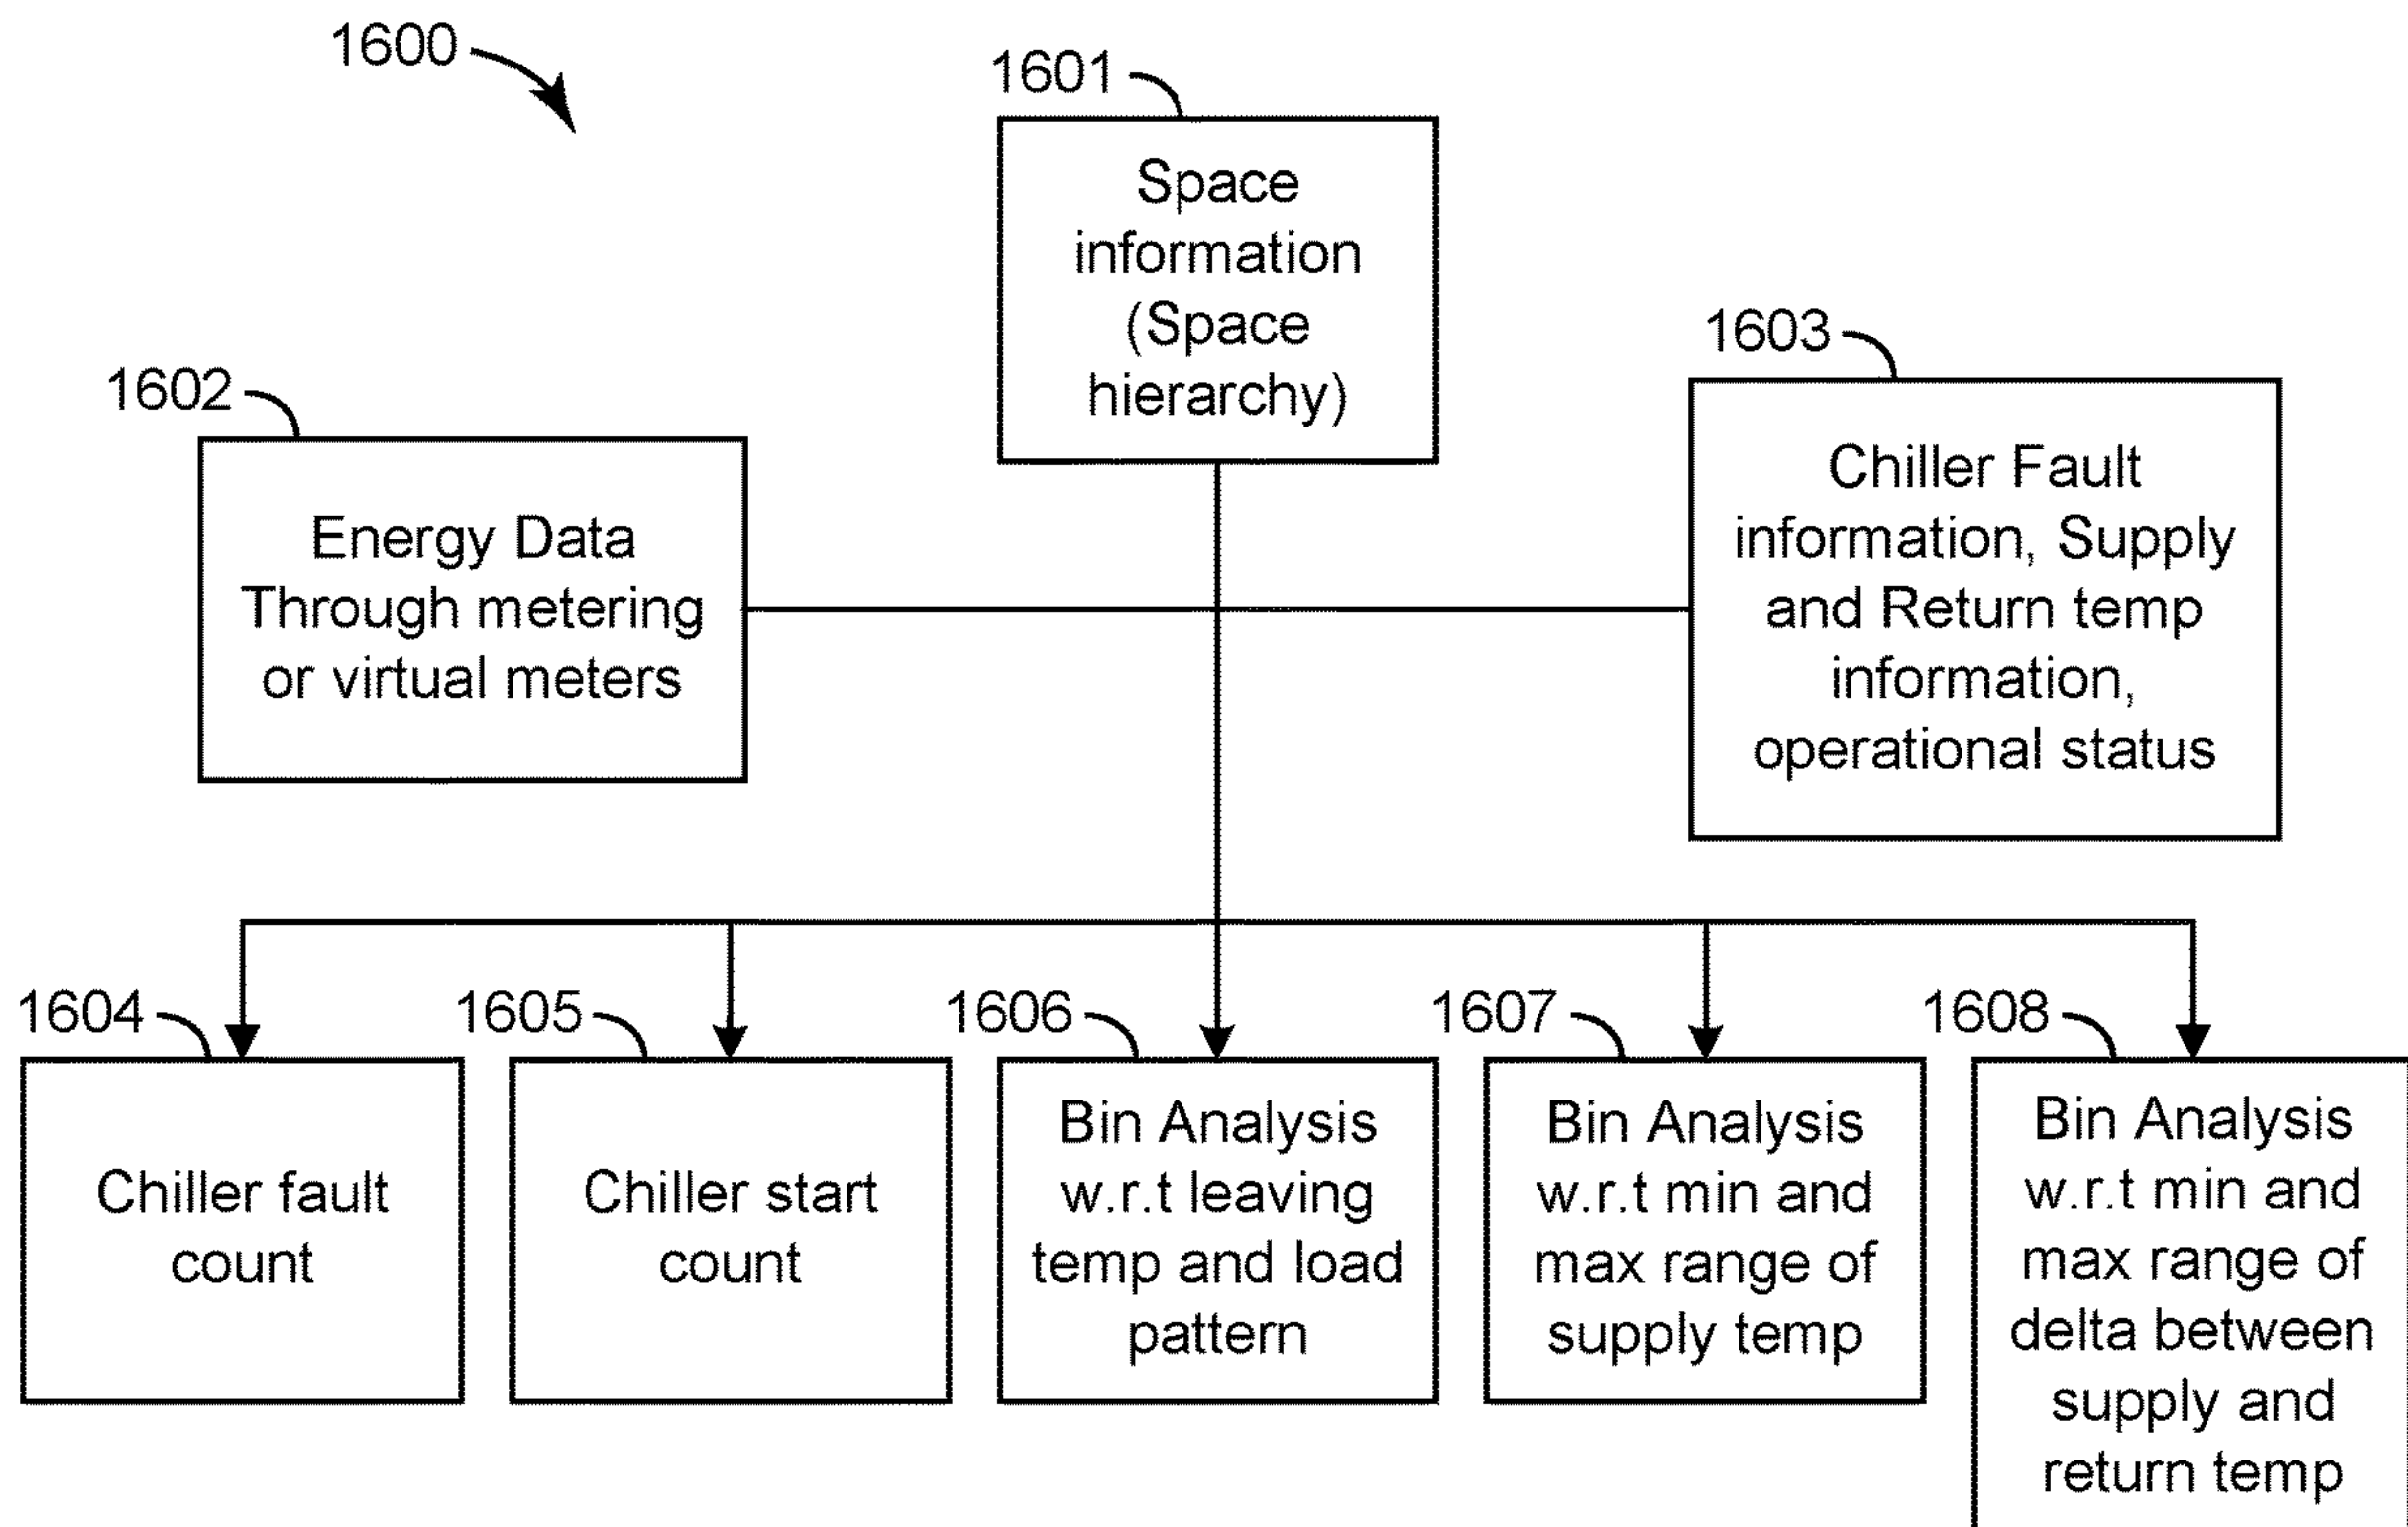 1600
1601
Space
information
(Space
hierarchy)
1602
Energy Data
Through metering
or virtual meters
1603
Chiller Fault
information, Supply
and Return temp
information,
operational status
1604
Chiller fault
count
1605
Chiller start
count
1606
Bin Analysis
w.r.t leaving
temp and load
pattern
1607
Bin Analysis
w.r.t min and
max range of
supply temp
1608
Bin Analysis
w.r.t min and
max range of
delta between
supply and
return temp